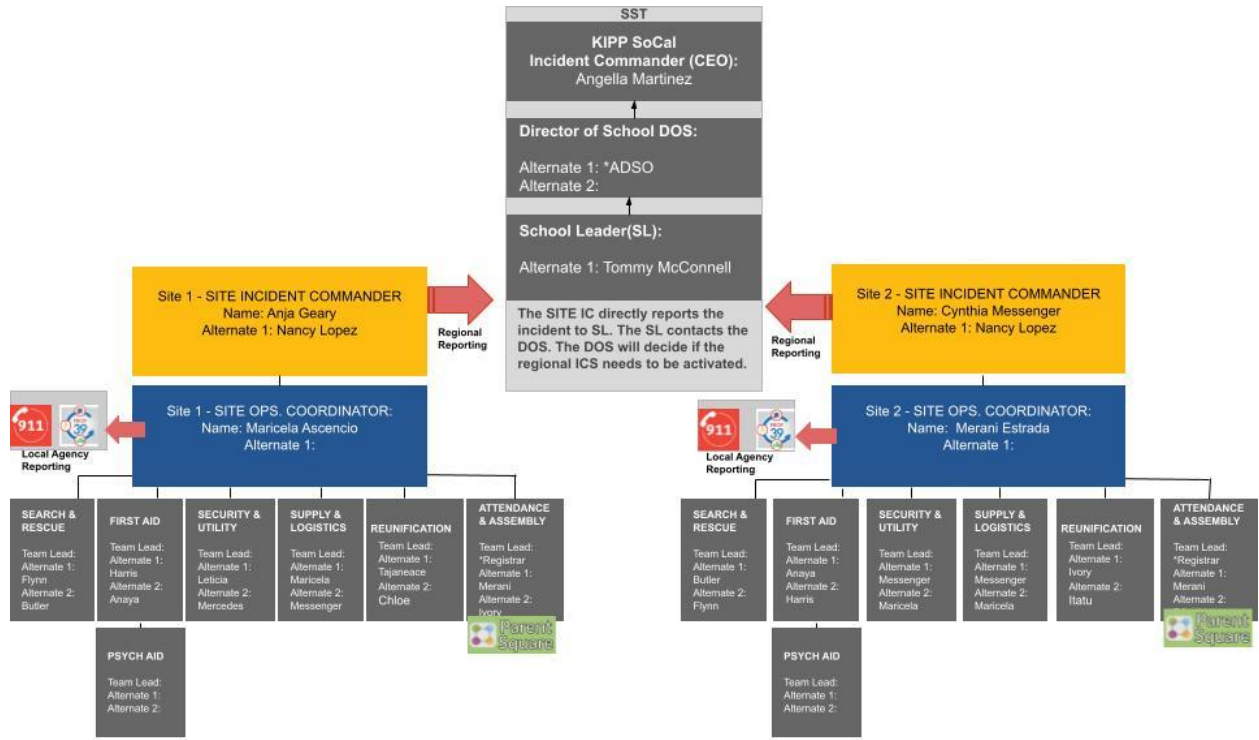 SST
KIPP SoCal
Incident Commander (CEO):
Angella Martinez
Director of School DOS:
Alternate 1: *ADSO
Alternate 2:
School Leader(SL):
Alternate 1: Tommy McConnell
The SITE IC directly reports the
incident to SL. The SL contacts the
DOS. The DOS will decide if the
regional ICS needs to be activated.
Site 1 - SITE INCIDENT COMMANDER
Name: Anja Geary
Alternate 1: Nancy Lopez
Regional
Reporting
Site 2 - SITE INCIDENT COMMANDER
Name: Cynthia Messenger
Alternate 1: Nancy Lopez
Regional
Reporting
Site 1 - SITE OPS. COORDINATOR:
Name: Maricela Ascencio
Alternate 1:
911
39
Local Agency
Reporting
Site 2 - SITE OPS. COORDINATOR:
Name: Merani Estrada
Alternate 1:
911
39
Local Agency
Reporting
SEARCH &
RESCUE
Team Lead:
Alternate 1:
Flynn
Alternate 2:
Butler
FIRST AID
Team Lead:
Alternate 1:
Harris
Alternate 2:
Anaya
SECURITY &
UTILITY
Team Lead:
Alternate 1:
Leticia
Alternate 2:
Mercedes
SUPPLY &
LOGISTICS
Team Lead:
Alternate 1:
Maricela
Alternate 2:
Messenger
REUNIFICATION
Team Lead:
Alternate 1:
Tajaneace
Alternate 2:
Chloe
ATTENDANCE
& ASSEMBLY
Team Lead:
*Registrar
Alternate 1:
Merani
Alternate 2:
Ivory
Parent
Square
PSYCH AID
Team Lead:
Alternate 1:
Alternate 2:
SEARCH &
RESCUE
Team Lead:
Alternate 1:
Butler
Alternate 2:
Flynn
FIRST AID
Team Lead:
Alternate 1:
Anaya
Alternate 2:
Harris
SECURITY &
UTILITY
Team Lead:
Alternate 1:
Messenger
Alternate 2:
Maricela
SUPPLY &
LOGISTICS
Team Lead:
Alternate 1:
Messenger
Alternate 2:
Maricela
REUNIFICATION
Team Lead:
Alternate 1:
Ivory
Alternate 2:
Itatu
ATTENDANCE
& ASSEMBLY
Team Lead:
*Registrar
Alternate 1:
Merani
Alternate 2:
Parent
Square
PSYCH AID
Team Lead:
Alternate 1:
Alternate 2: